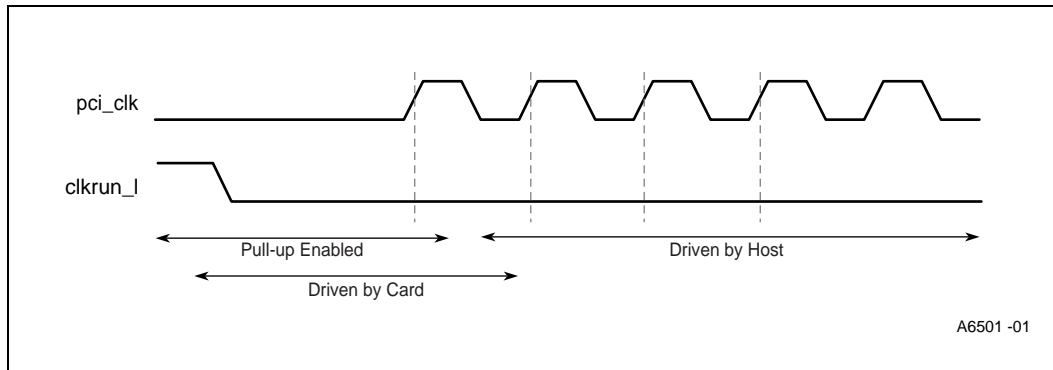 pci_clk
clkrun_l
Pull-up Enabled
Driven by Host
Driven by Card
A6501 -01